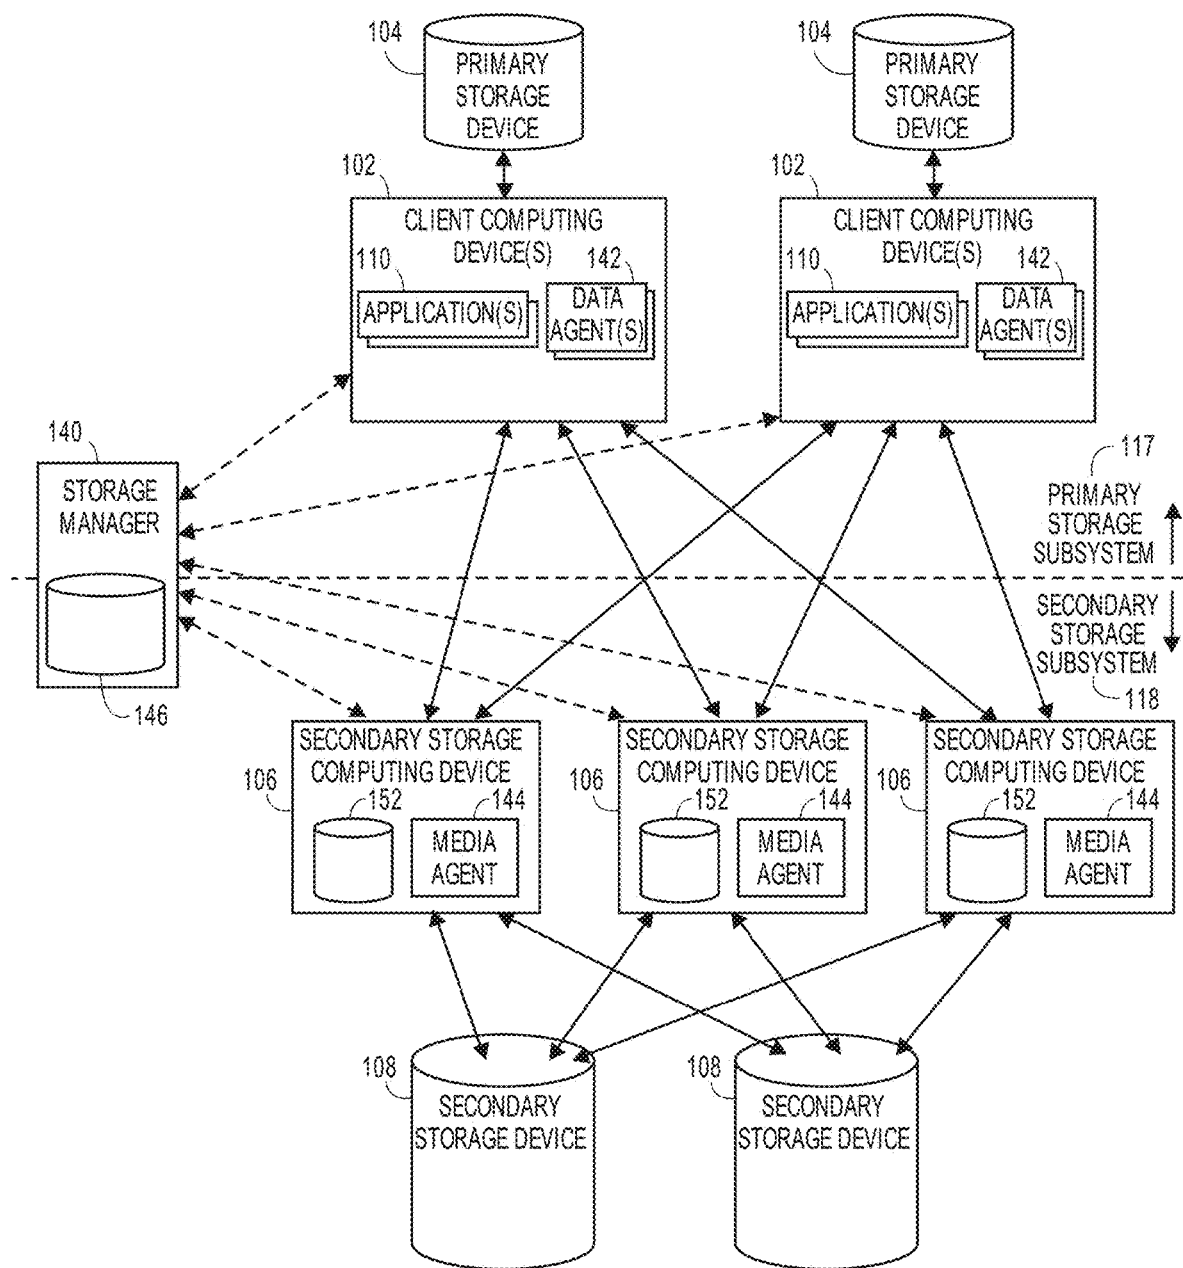 104
PRIMARY
STORAGE
DEVICE
104
PRIMARY
STORAGE
DEVICE
102
CLIENT COMPUTING
DEVICE(S)
110
142
APPLICATION(S)
DATA
AGENT(S)
102
CLIENT COMPUTING
DEVICE(S)
110
142
APPLICATION(S)
DATA
AGENT(S)
140
STORAGE
MANAGER
146
117
PRIMARY
STORAGE
SUBSYSTEM
SECONDARY
STORAGE
SUBSYSTEM
118
SECONDARY STORAGE
COMPUTING DEVICE
106
152
144
MEDIA
AGENT
SECONDARY STORAGE
COMPUTING DEVICE
106
152
144
MEDIA
AGENT
SECONDARY STORAGE
COMPUTING DEVICE
106
152
144
MEDIA
AGENT
108
SECONDARY
STORAGE DEVICE
108
SECONDARY
STORAGE DEVICE